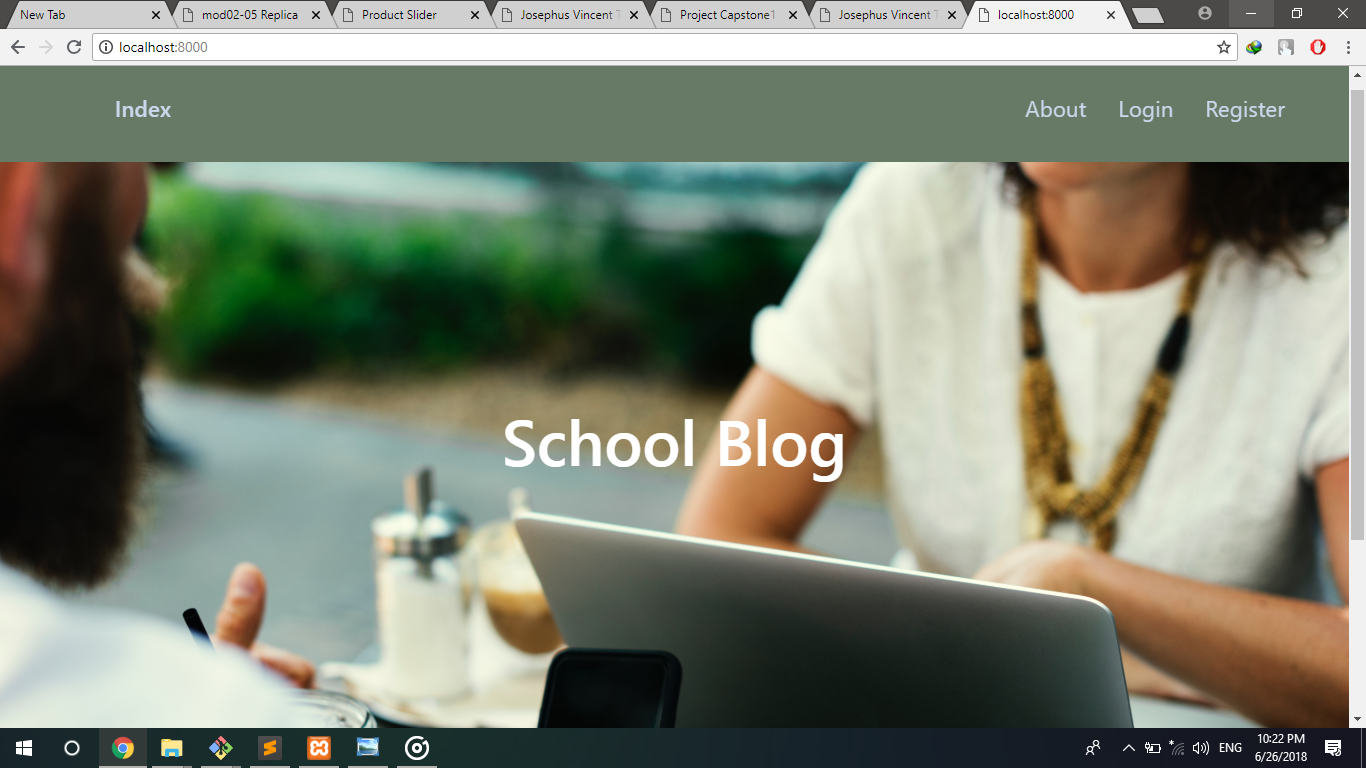 New Tab
mod02-05 Replica
Product Slider
Josephus Vincent T
Project Capstone1
Josephus Vincent T
localhost:8000
localhost:8000
Index
About
Login
Register
School Blog
ENG
10:22 PM
6/26/2018